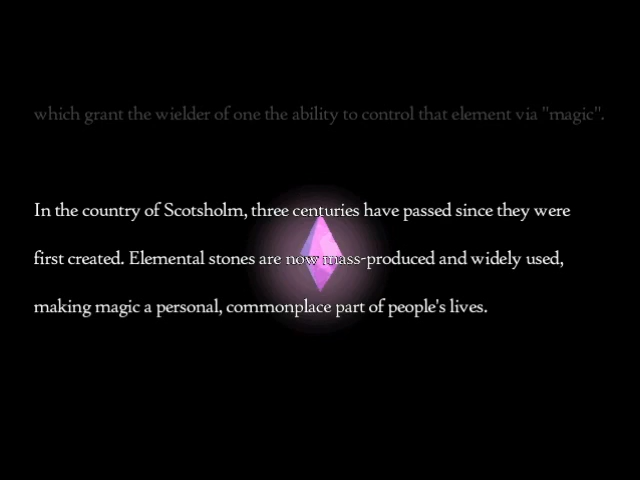 which grant the wielder of one the ability to control that element via "magic".
In the country of Scotsholm, three centuries have passed since they were
first created. Elemental stones are now mass-produced and widely used,
making magic a personal, commonplace part of people's lives.